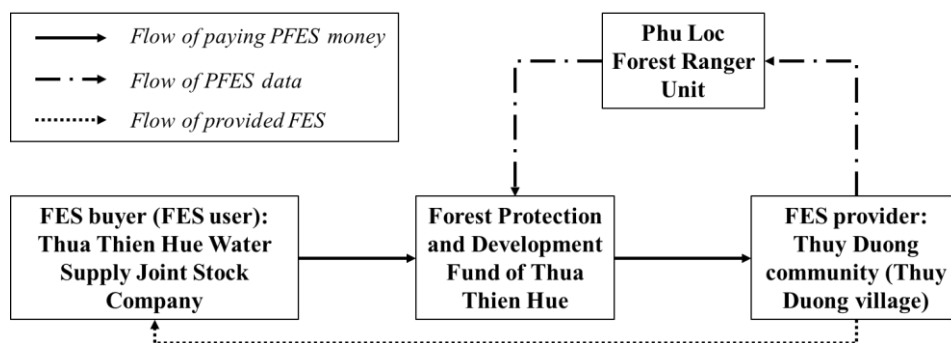 Flow of paying PFES money
Flow of PFES data
Flow of provided FES
Phu Loc
Forest Ranger
Unit
FES buyer (FES user):
Thua Thien Hue Water
Supply Joint Stock
Company
Forest Protection
and Development
Fund of Thua
Thien Hue
FES provider:
Thuy Duong
community (Thuy
Duong village)